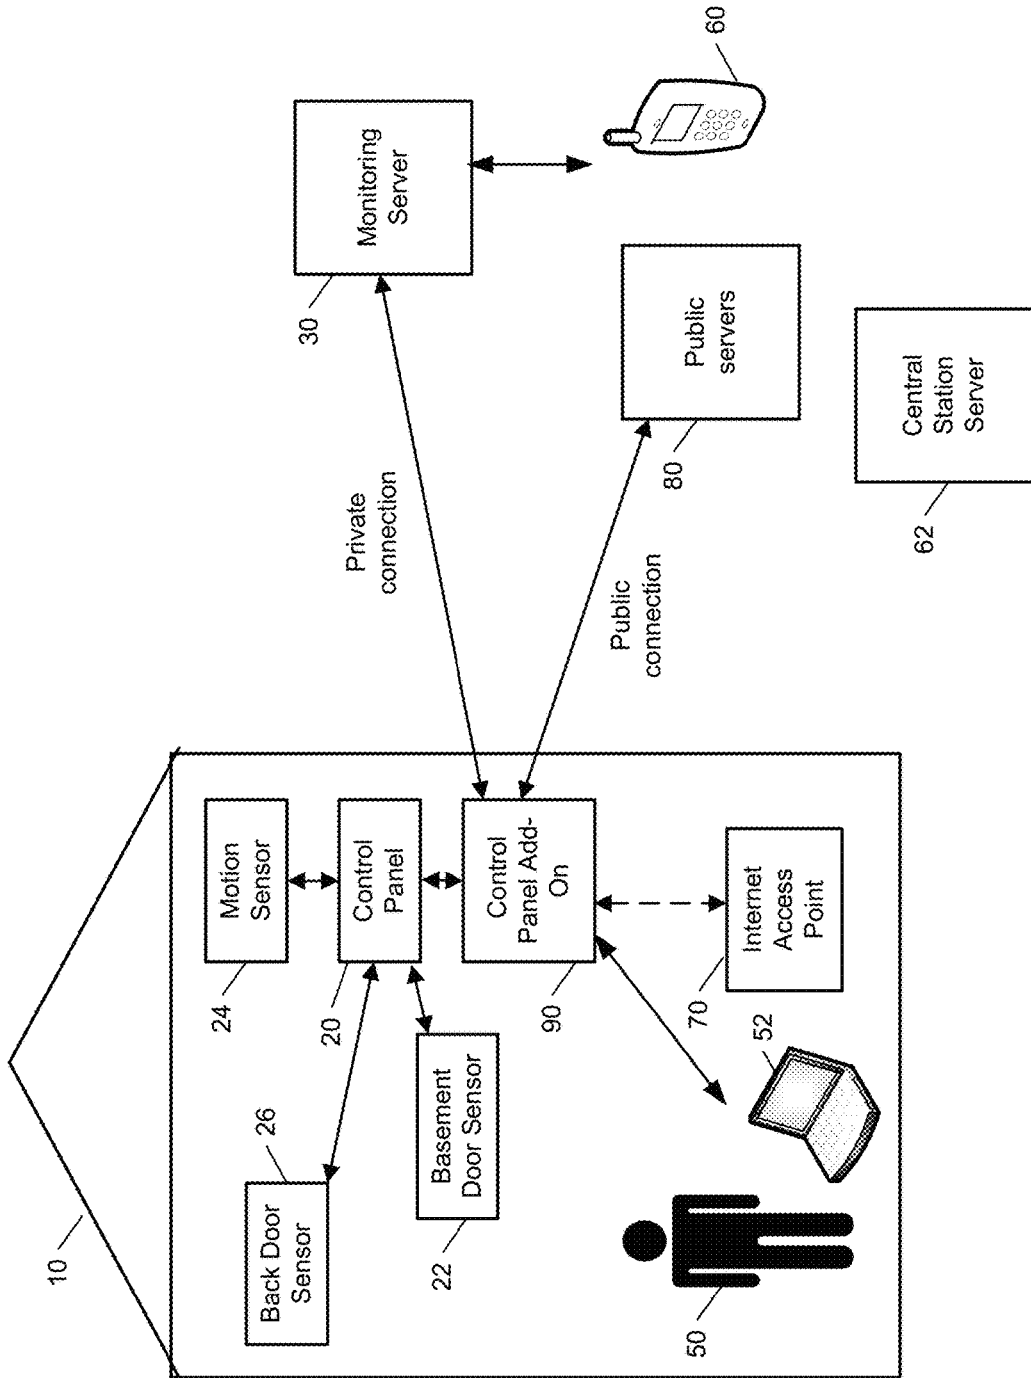 10
Back Door
Sensor
26
Motion
Sensor
24
Control
Panel
20
Basement
Door Sensor
22
Control
Panel Add-
On
90
Internet
Access
Point
70
50
52
Private
connection
Public
connection
Monitoring
Server
30
60
Public
servers
80
Central
Station
Server
62